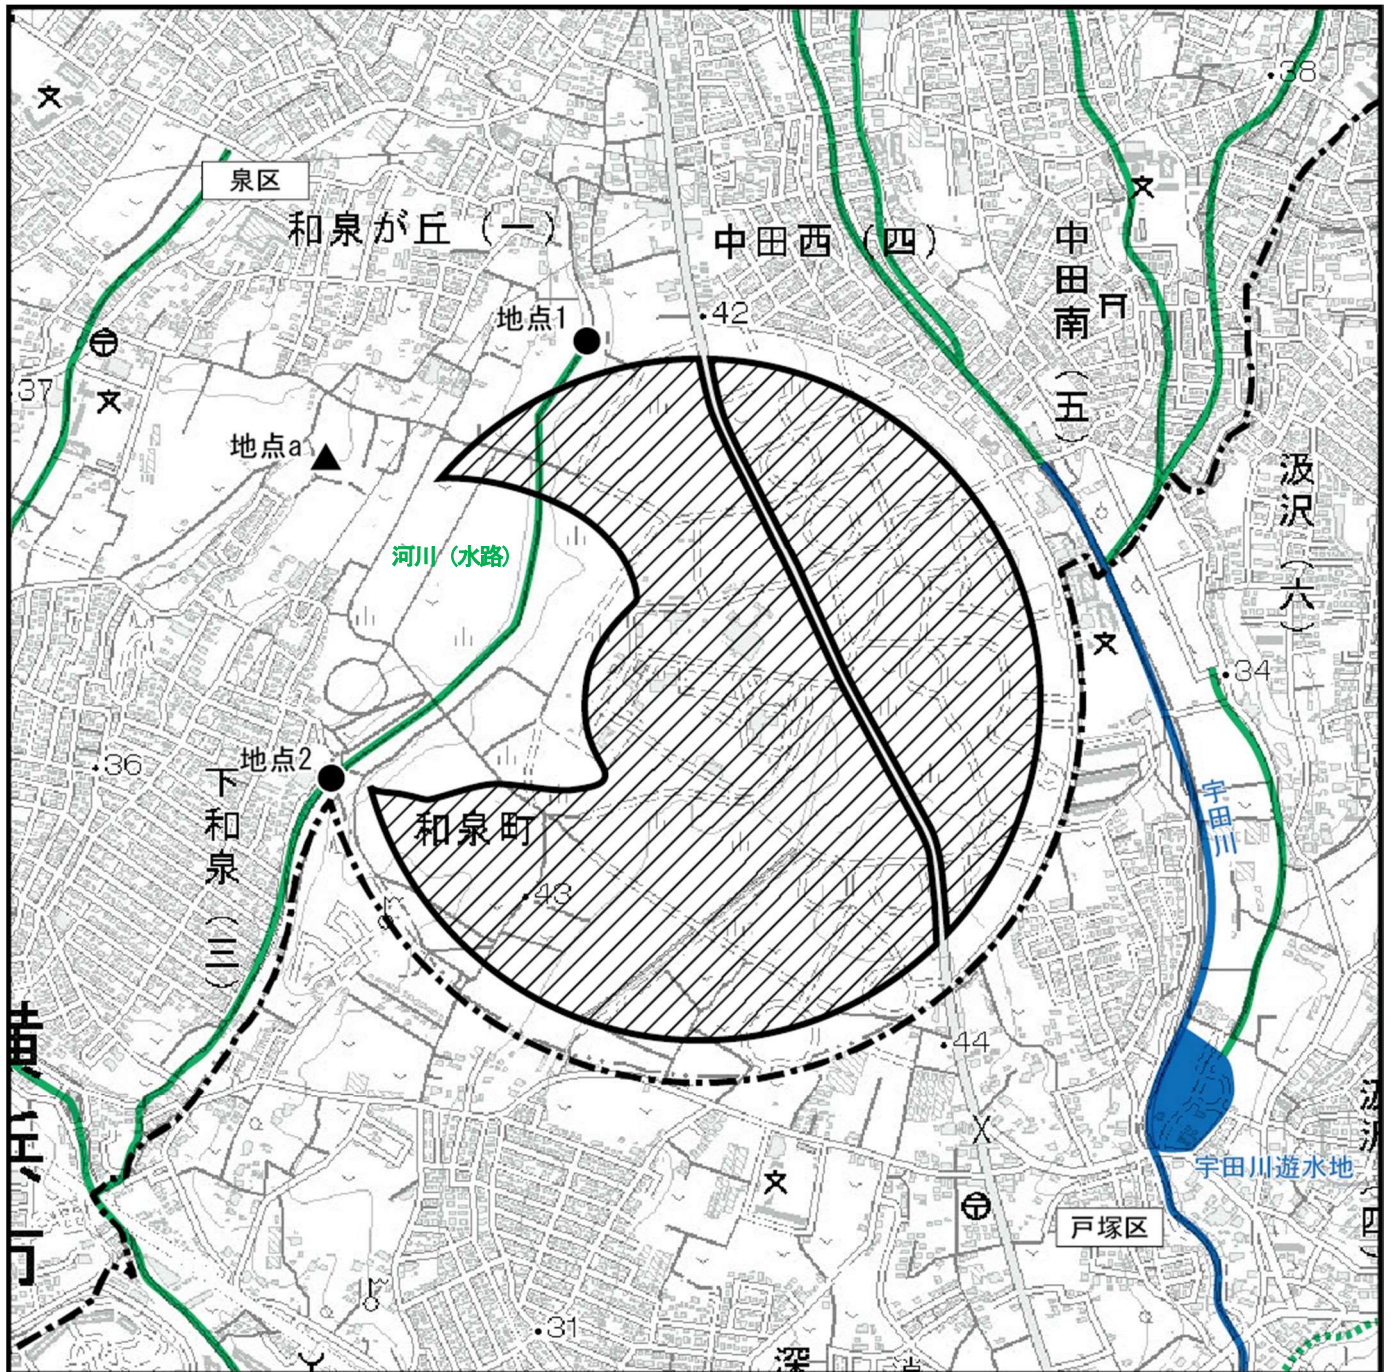 ・38
泉区
和泉が丘（一）
中田西（四）
中田南（五）
地点1
・42
37
地点a
汲沢（六）
河川（水路）
・34
地点2
・36
下和泉（三）
宇田川
和泉町
・43
・44
宇田川遊水地
戸塚区
・31
深